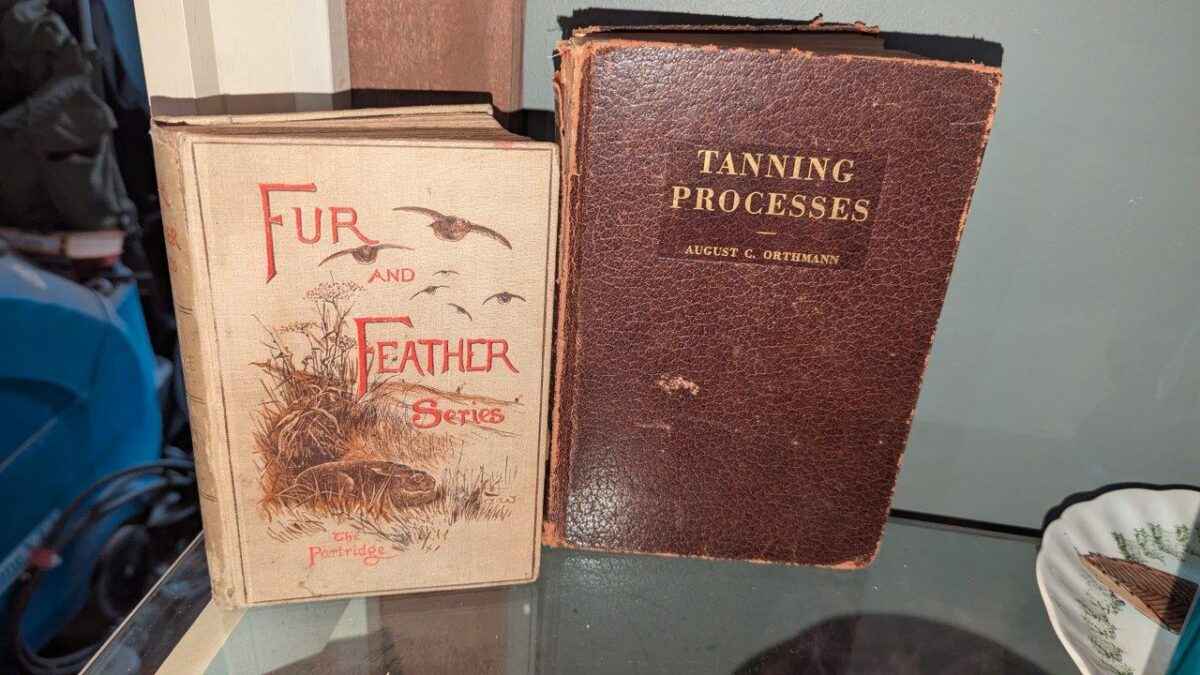 FUR
AND
FEATHER
Series
The
Partridge
TANNING
PROCESSES
AUGUST C. ORTHMANN